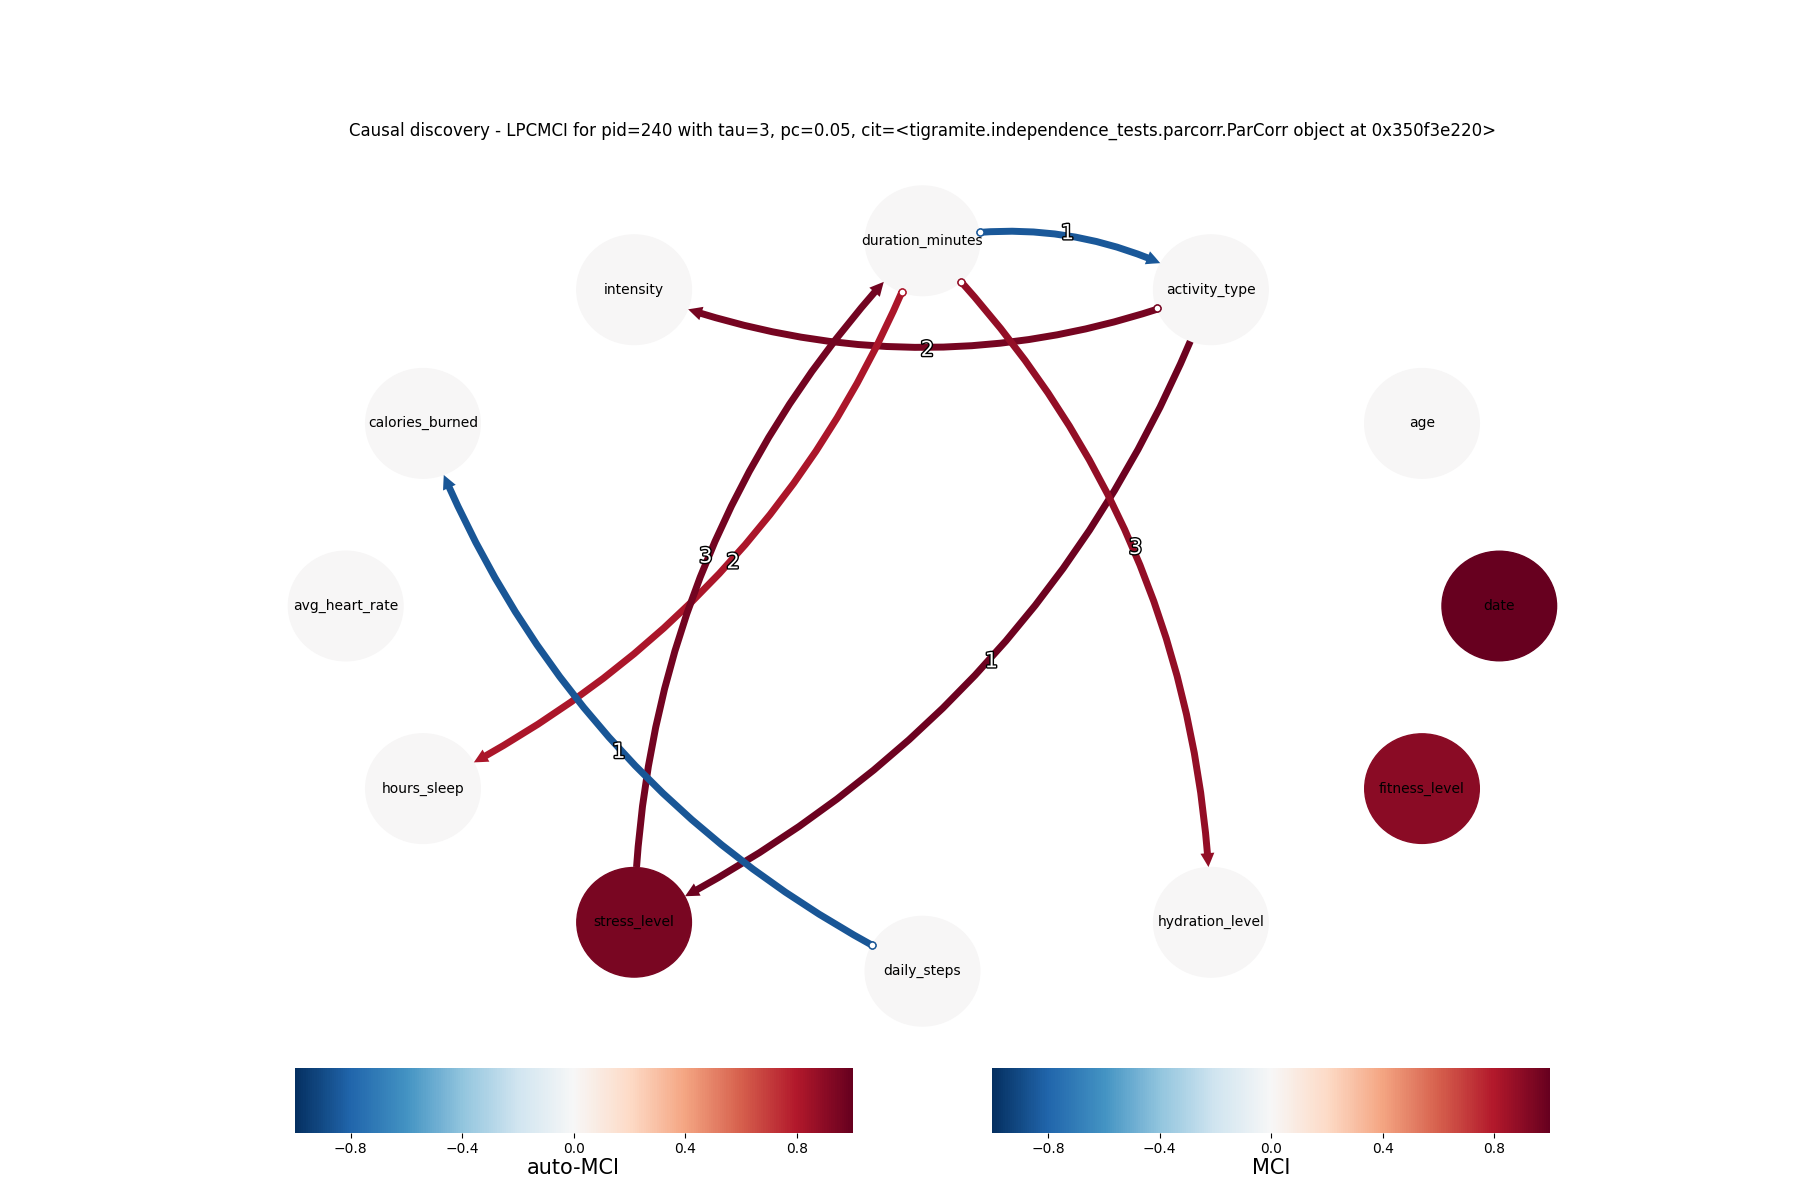 Causal discovery - LPCMCI for pid=240 with tau=3, pc=0.05, cit=<tigramite.independence_tests.parcorr.ParCorr object at 0x350f3e220>
duration_minutes
1
intensity
activity_type
2
calories_burned
age
3
2
3
avg_heart_rate
date
1
1
hours_sleep
fitness_level
stress_level
hydration_level
daily_steps
−0.8 −0.4 0.0 0.4 0.8
auto-MCI
−0.8 −0.4 0.0 0.4 0.8
MCI